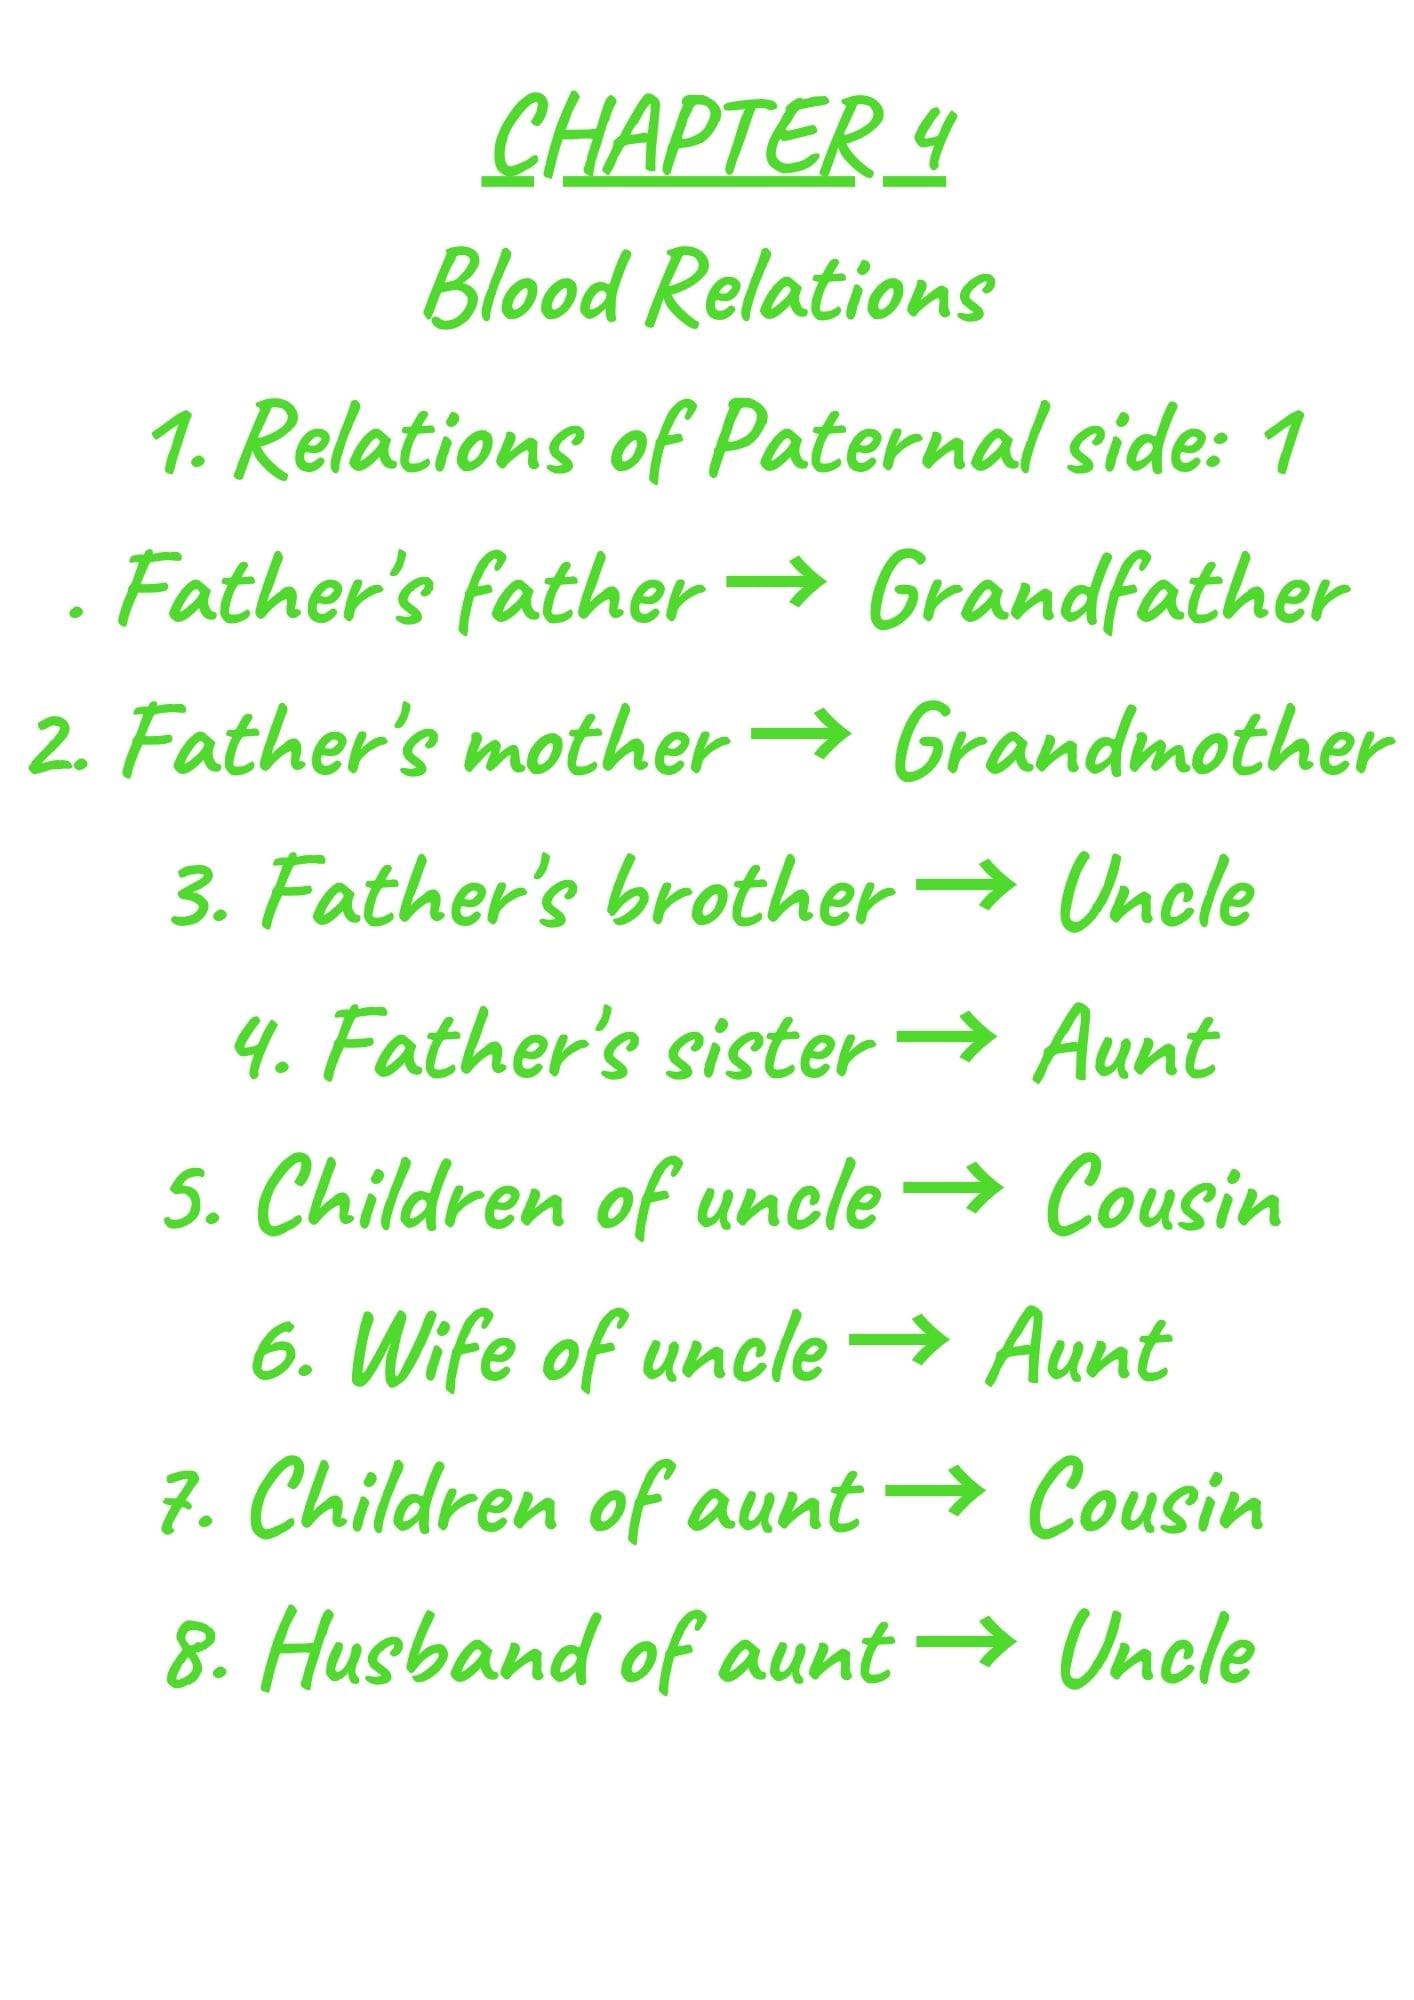 CHAPTER 4
Blood Relations
1. Relations of Paternal side: 1
. Father's father → Grandfather
2. Father's mother → Grandmother
3. Father's brother → Uncle
4. Father's sister → Aunt
5. Children of uncle → Cousin
6. Wife of uncle → Aunt
7. Children of aunt → Cousin
8. Husband of aunt → Uncle